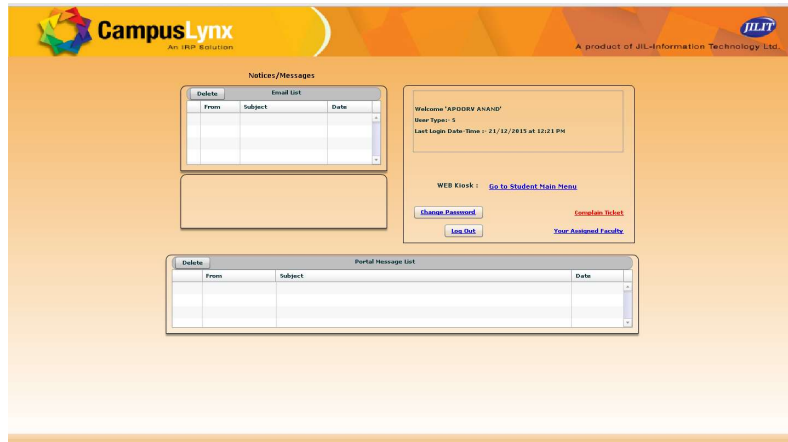 CampusLynx
An IRP Solution
JILIT
A product of JIL-Information Technology Ltd.
Notices/Messages
Delete Email List
From Subject Date
Welcome 'APOORV ANAND'
User Type:- S
Last Login Date-Time :- 21/12/2015 at 12:21 PM
WEB Kiosk : Go to Student Main Menu
Change Password Complain Ticket
Log Out Your Assigned Faculty
Delete Portal Message List
From Subject Date